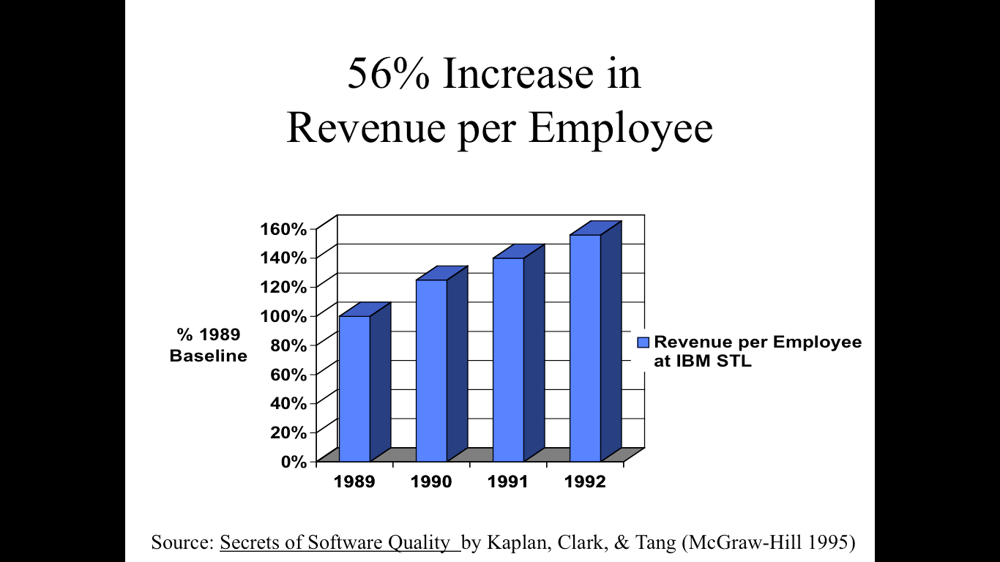 56% Increase in
Revenue per Employee
160%
140%
120%
100%
80%
60%
40%
20%
0%
% 1989
Baseline
1989 1990 1991 1992
Revenue per Employee
at IBM STL
Source: Secrets of Software Quality by Kaplan, Clark, & Tang (McGraw-Hill 1995)